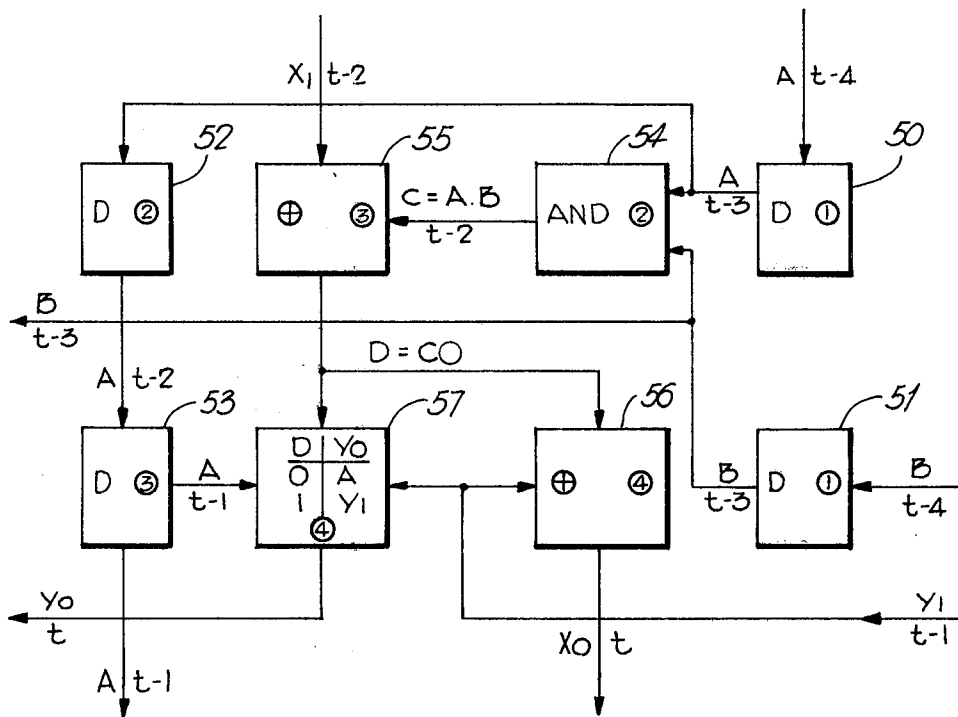 X1 t-2
A t-4
52
55
54
50
D ②
⊕ ③
C = A.B
t-2
AND ②
A
t-3
D ①
B
t-3
A t-2
D = CO
53
57
56
51
D ③
A
t-1
D Y0
0 A
1 Y1
④
⊕ ④
B
t-3
D ①
B
t-4
Y0
t
X0 t
Y1
t-1
A t-1